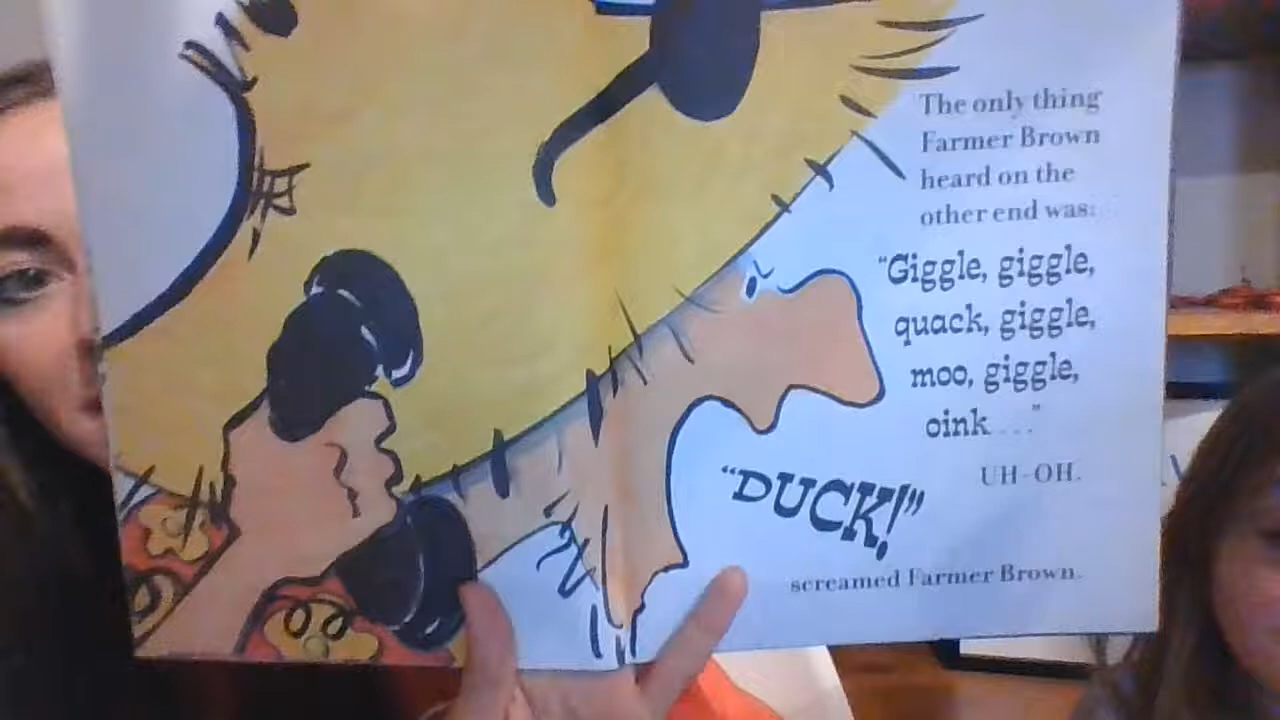 The only thing
Farmer Brown
heard on the
other end was:
“Giggle, giggle,
quack, giggle,
moo, giggle,
oink . . .”
UH-OH.
“DUCK!”
screamed Farmer Brown.